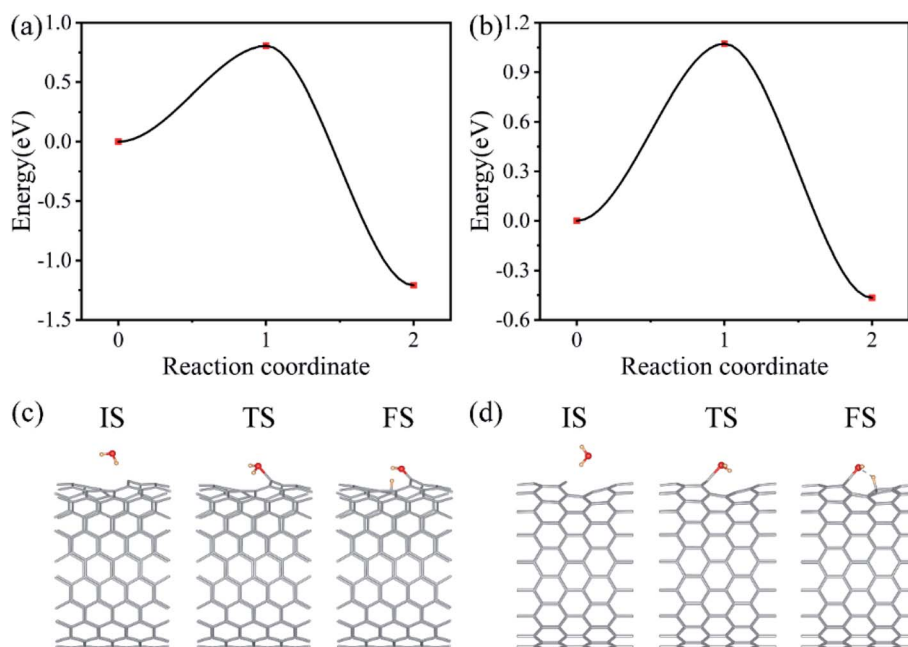 (a)
1.0
0.5
0.0
-0.5
-1.0
-1.5
Energy(eV)
0 1 2
Reaction coordinate
(b)
1.2
0.9
0.6
0.3
0.0
-0.3
-0.6
Energy(eV)
0 1 2
Reaction coordinate
(c) IS TS FS
(d) IS TS FS